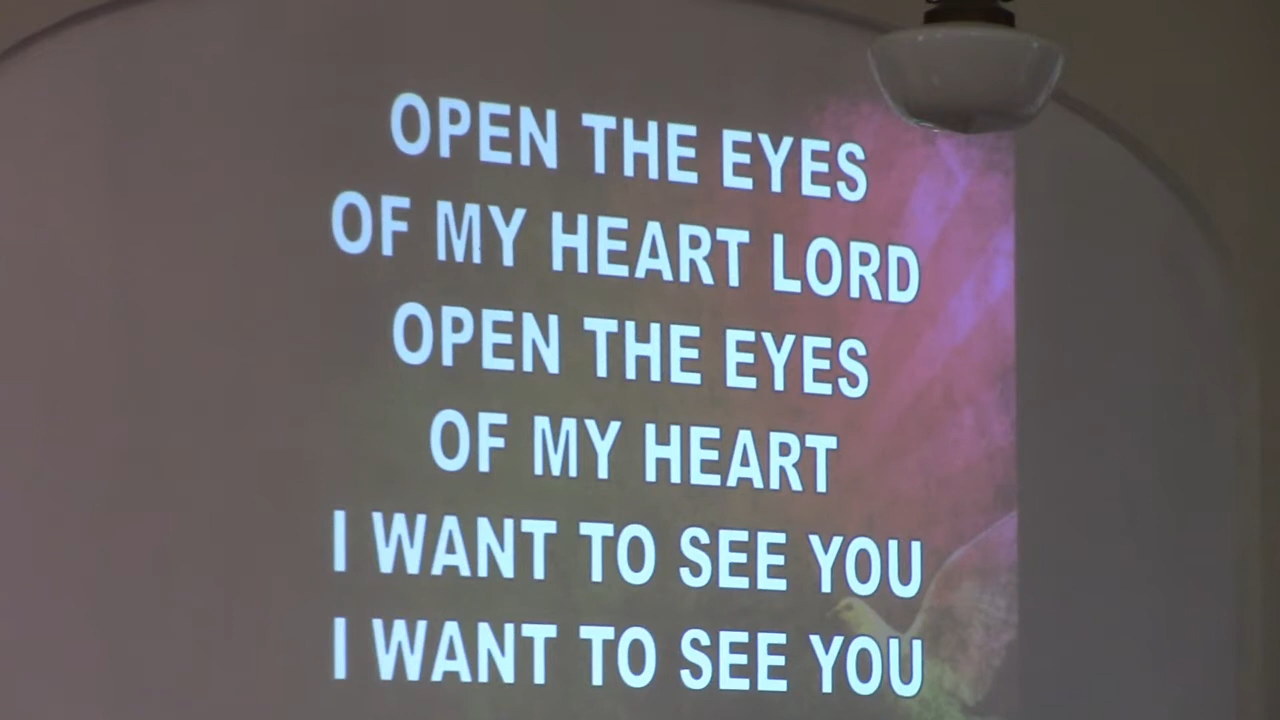 OPEN THE EYES
OF MY HEART LORD
OPEN THE EYES
OF MY HEART
I WANT TO SEE YOU
I WANT TO SEE YOU